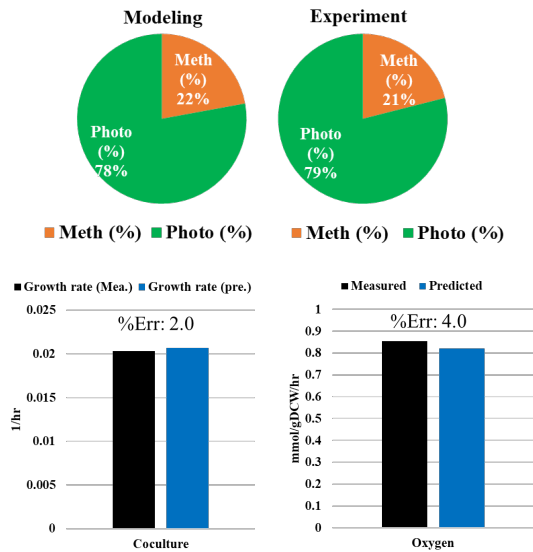 Modeling
Experiment
Meth
(%)
22%
Photo
(%)
78%
Meth
(%)
21%
Photo
(%)
79%
Meth (%) Photo (%)
Meth (%) Photo (%)
Growth rate (Mea.) Growth rate (pre.)
%Err: 2.0
0.025
0.02
0.015
0.01
0.005
0
1/hr
Coculture
Measured Predicted
%Err: 4.0
1
0.9
0.8
0.7
0.6
0.5
0.4
0.3
0.2
0.1
0
mmol/gDCW/hr
Oxygen